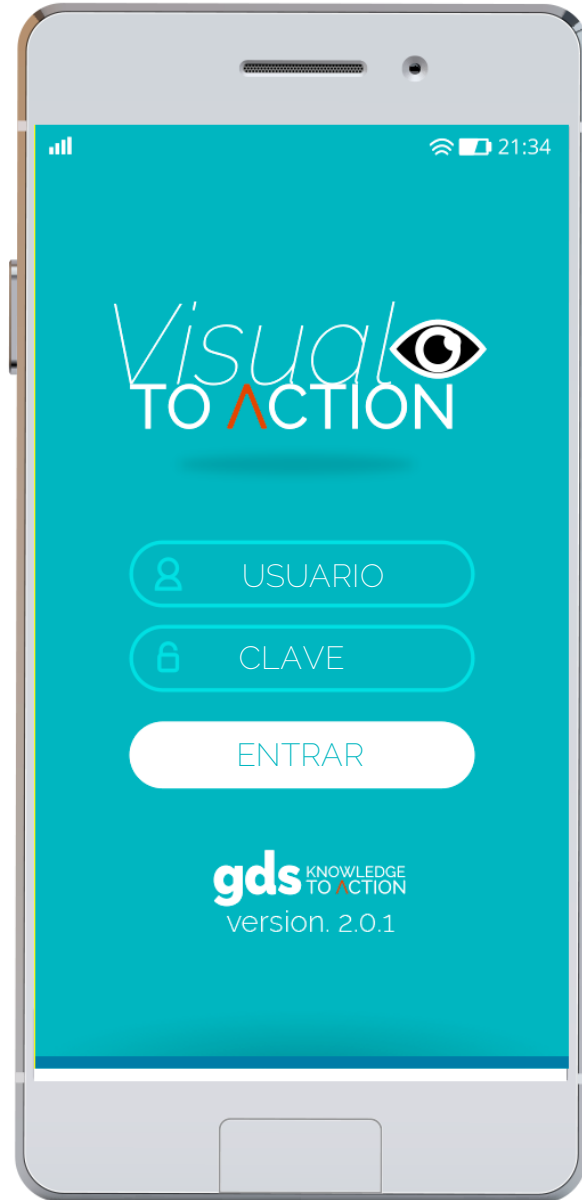 21:34
Visual
TO ACTION
USUARIO
CLAVE
ENTRAR
gds KNOWLEDGE
TO ACTION
version. 2.0.1